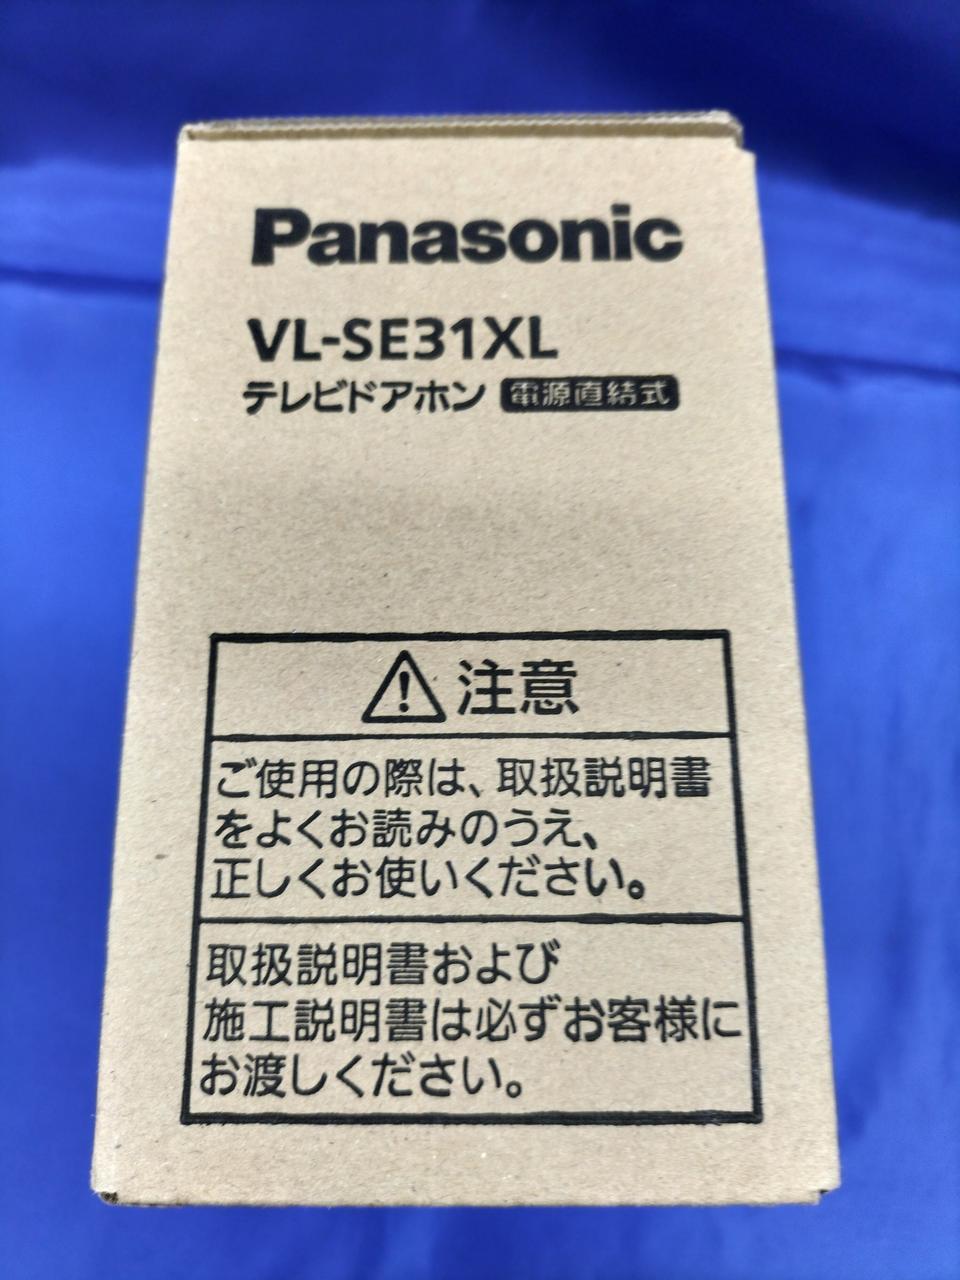 Panasonic
VL-SE31XL
テレビドアホン 電源直結式
注意
ご使用の際は、取扱説明書
をよくお読みのうえ、
正しくお使いください。
取扱説明書および
施工説明書は必ずお客様に
お渡しください。